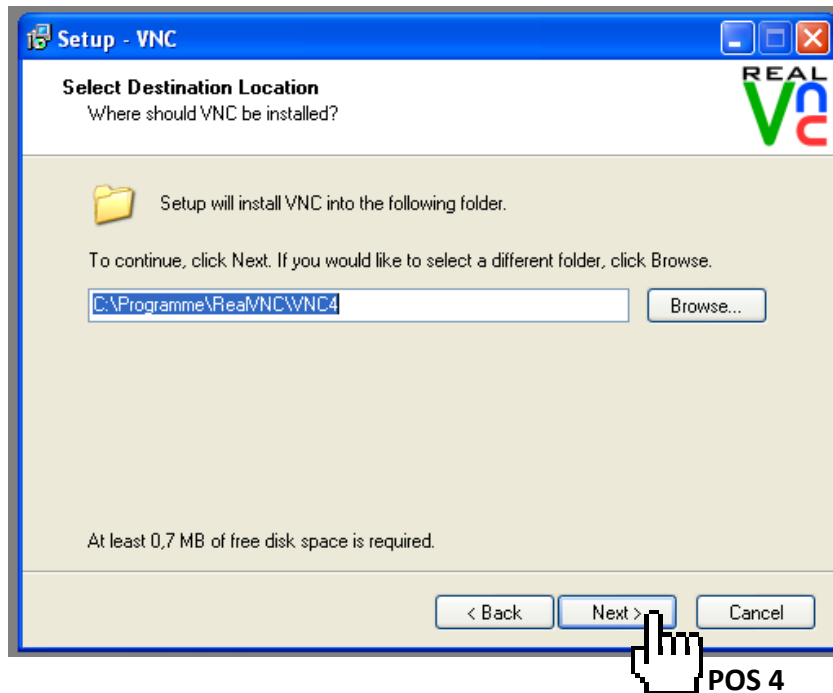 Setup - VNC
Select Destination Location
REAL
VNC
Where should VNC be installed?
Setup will install VNC into the following folder.
To continue, click Next. If you would like to select a different folder, click Browse.
C:\Programme\RealVNC\VNC4
Browse...
At least 0,7 MB of free disk space is required.
< Back
Next >
Cancel
POS 4